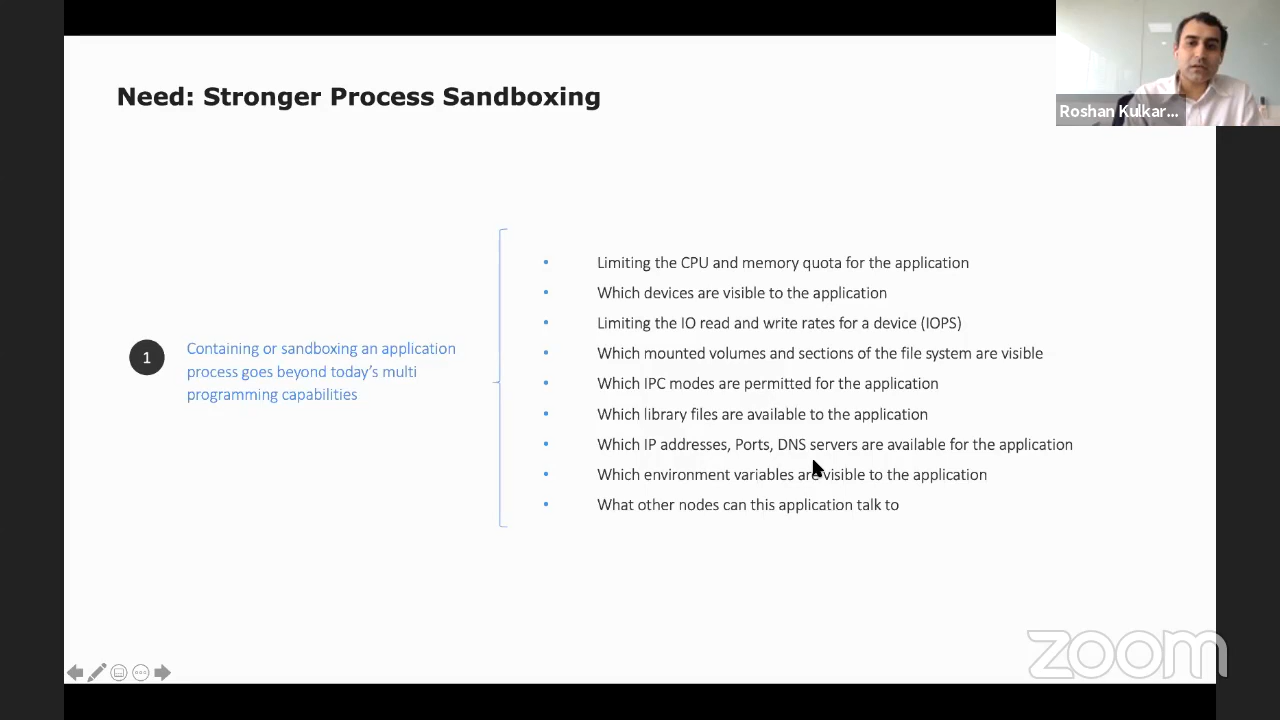 Need: Stronger Process Sandboxing
Roshan Kulkar...
1
Containing or sandboxing an application
process goes beyond today's multi
programming capabilities
• Limiting the CPU and memory quota for the application
• Which devices are visible to the application
• Limiting the IO read and write rates for a device (IOPS)
• Which mounted volumes and sections of the file system are visible
• Which IPC modes are permitted for the application
• Which library files are available to the application
• Which IP addresses, Ports, DNS servers are available for the application
• Which environment variables are visible to the application
• What other nodes can this application talk to
zoom